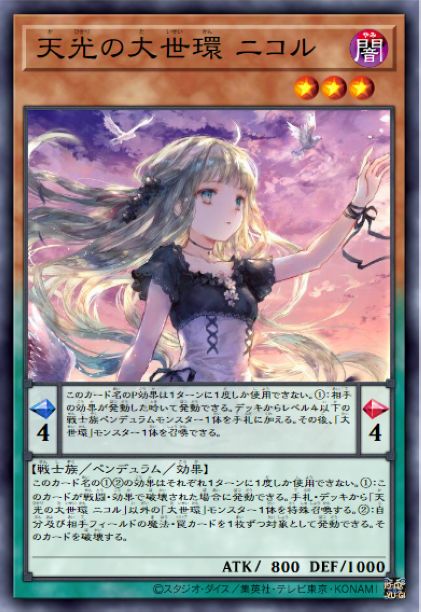 天光の大世環 ニコル
闇
このカード名のP効果は1ターンに1度しか使用できない。①:相手
の効果が発動した時いて発動できる。デッキからレベル4以下の
戦士族ペンデュラムモンスター1体を手札に加える。その後、「大
世環」モンスター1体を召喚できる。
4
4
【戦士族/ペンデュラム/効果】
このカード名の①②の効果はそれぞれ1ターンに1度しか使用できない。①:こ
のカードが戦闘・効果で破壊された場合に発動できる。手札・デッキから「天
光の大世環 ニコル」以外の「大世環」モンスター1体を特殊召喚する。②:自
分及び相手フィールドの魔法・罠カードを1枚ずつ対象として発動できる。そ
のカードを破壊する。
ATK/ 800 DEF/1000
©スタジオ・ダイス/集英社・テレビ東京・KONAMI